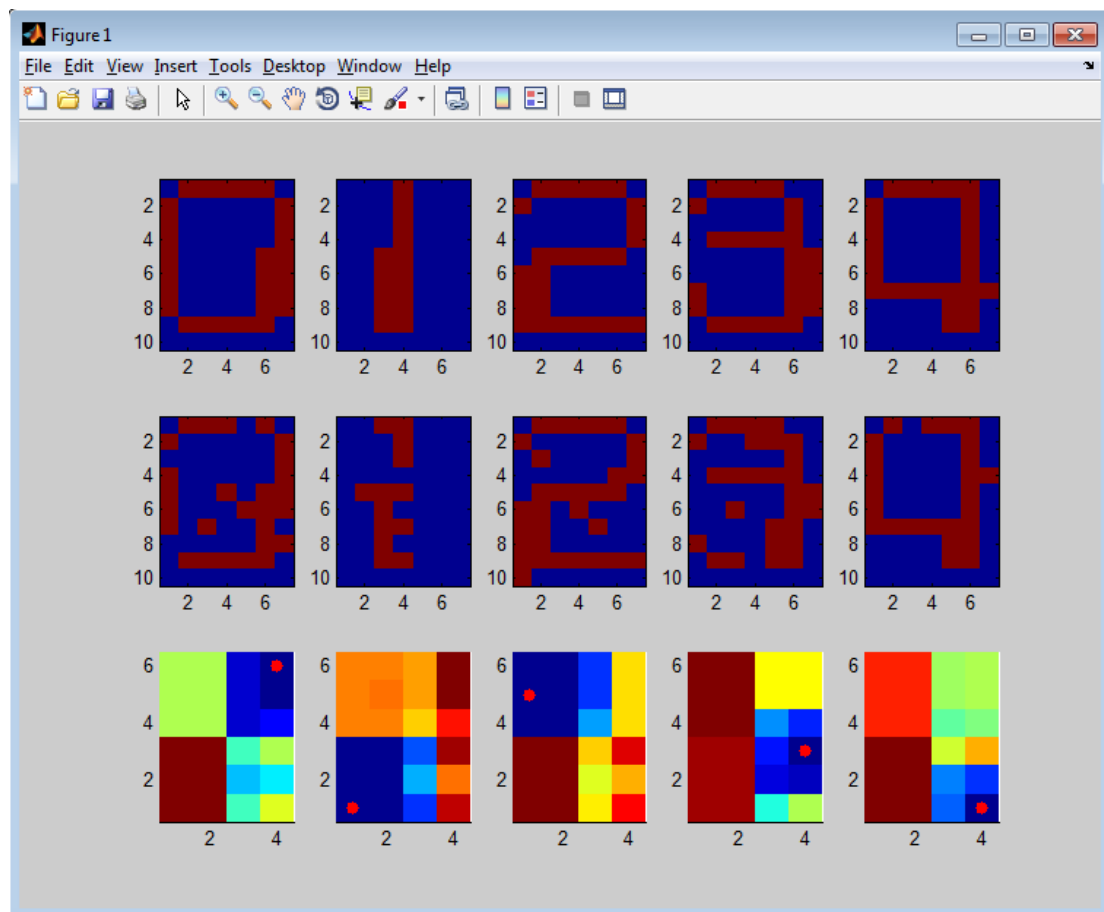 Figure 1
File Edit View Insert Tools Desktop Window Help
2 2 2 2 2
4 4 4 4 4
6 6 6 6 6
8 8 8 8 8
10 10 10 10 10
2 4 6 2 4 6 2 4 6 2 4 6 2 4 6
2 2 2 2 2
4 4 4 4 4
6 6 6 6 6
8 8 8 8 8
10 10 10 10 10
2 4 6 2 4 6 2 4 6 2 4 6 2 4 6
6 6 6 6 6
4 4 4 4 4
2 2 2 2 2
2 4 2 4 2 4 2 4 2 4